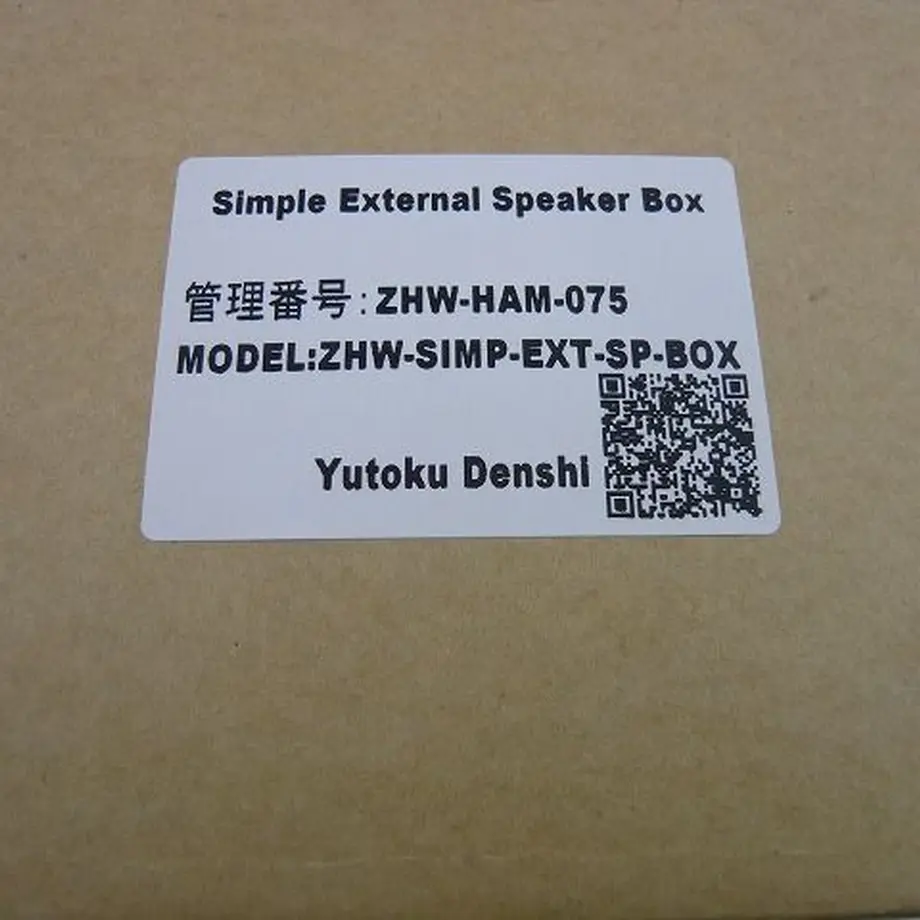 Simple External Speaker Box
管理番号:ZHW-HAM-075
MODEL:ZHW-SIMP-EXT-SP-BOX
Yutoku Denshi